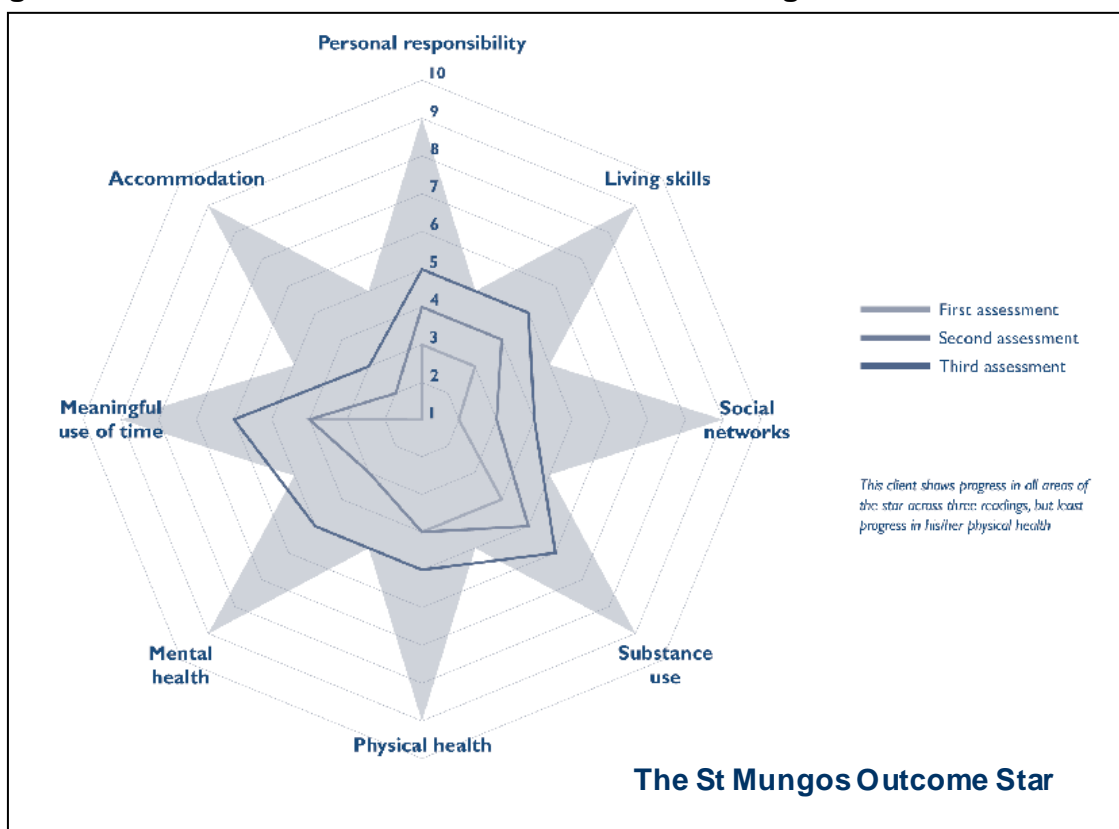 Personal responsibility
10
9
8
7
6
5
4
3
2
1
Accommodation
Living skills
First assessment
Second assessment
Third assessment
Meaningful
use of time
Social
networks
This client shows progress in all areas of
the star across three readings, but least
progress in his/her physical health
Mental
health
Substance
use
Physical health
The St Mungos Outcome Star